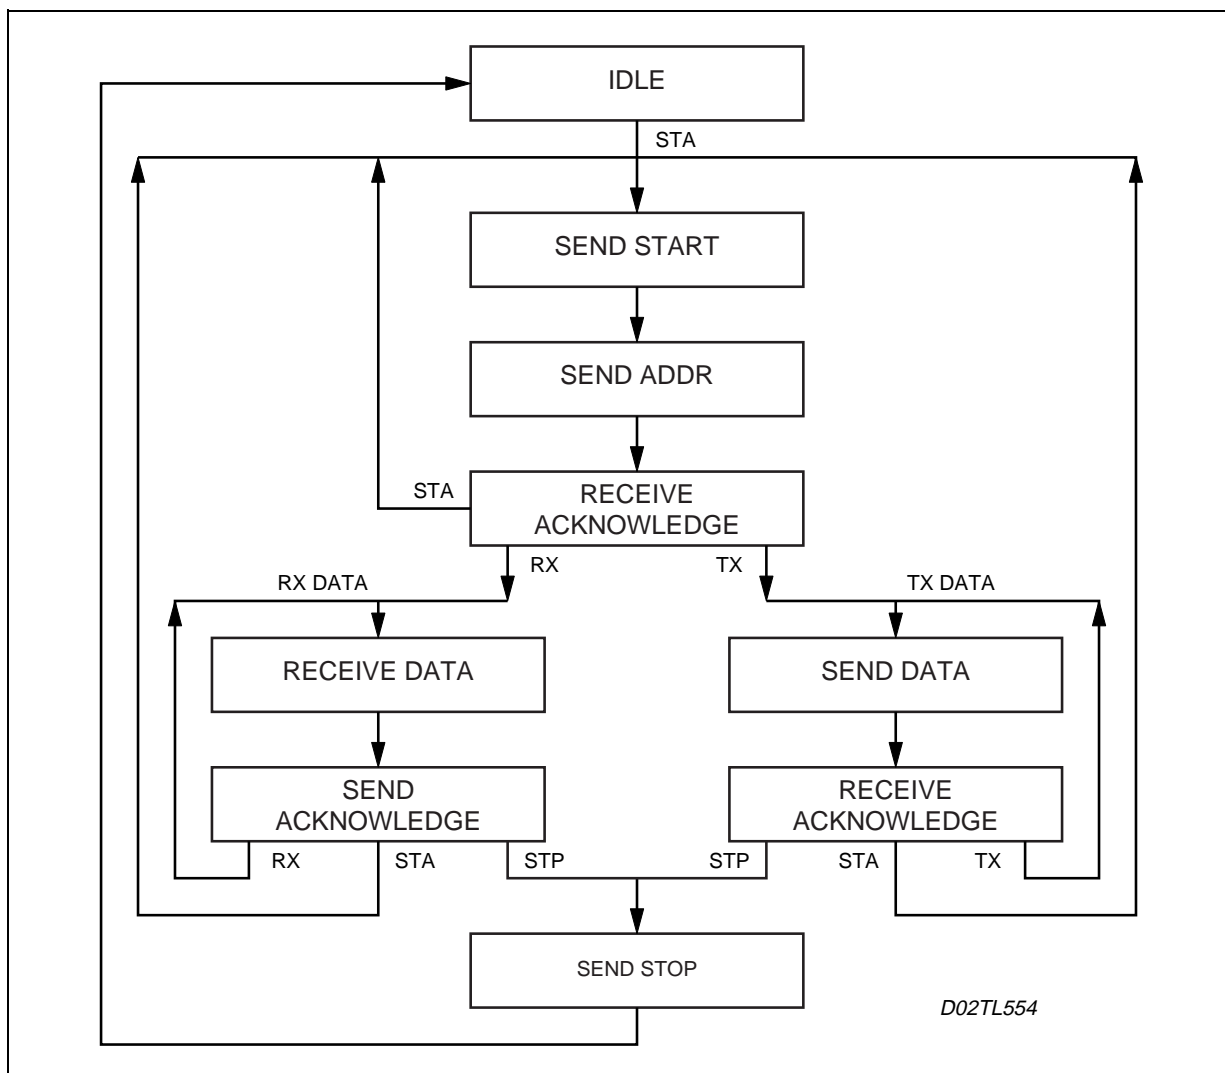 IDLE
STA
SEND START
SEND ADDR
STA
RECEIVE
ACKNOWLEDGE
RX
TX
RX DATA
TX DATA
RECEIVE DATA
SEND DATA
SEND
ACKNOWLEDGE
RECEIVE
ACKNOWLEDGE
RX
STA
STP
STP
STA
TX
SEND STOP
D02TL554